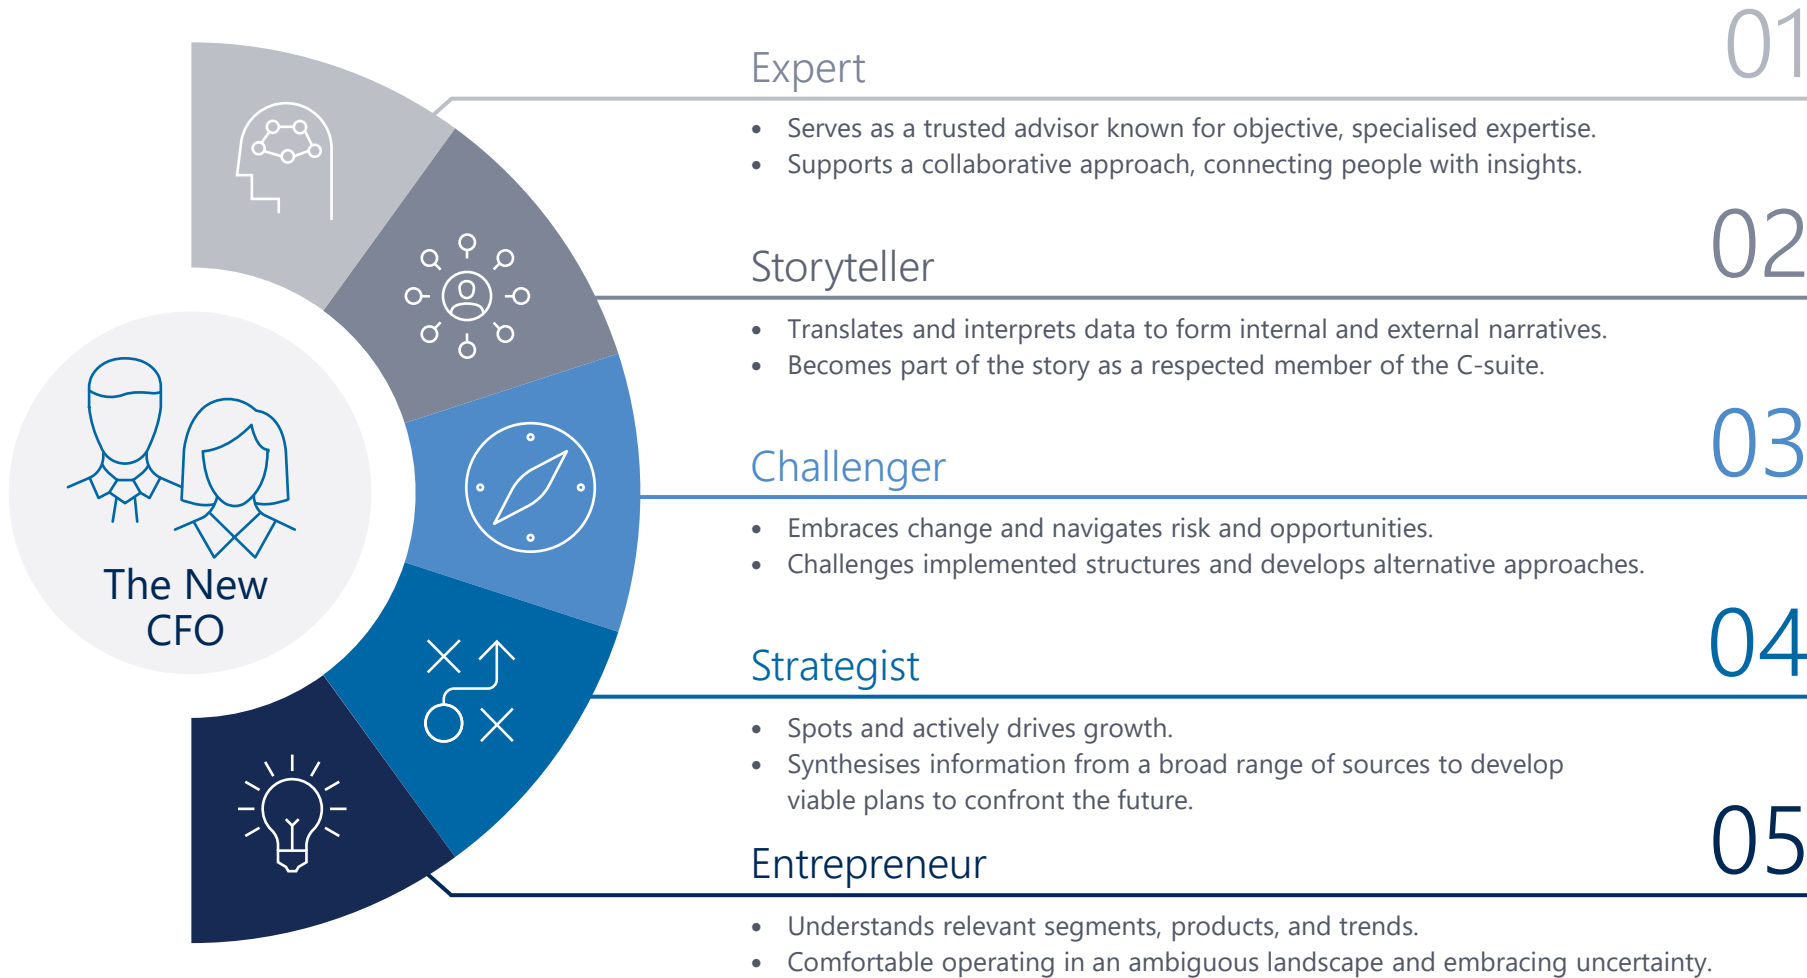 The New
CFO
Expert
01
• Serves as a trusted advisor known for objective, specialised expertise.
• Supports a collaborative approach, connecting people with insights.
Storyteller
02
• Translates and interprets data to form internal and external narratives.
• Becomes part of the story as a respected member of the C-suite.
Challenger
03
• Embraces change and navigates risk and opportunities.
• Challenges implemented structures and develops alternative approaches.
Strategist
04
• Spots and actively drives growth.
• Synthesises information from a broad range of sources to develop
viable plans to confront the future.
Entrepreneur
05
• Understands relevant segments, products, and trends.
• Comfortable operating in an ambiguous landscape and embracing uncertainty.